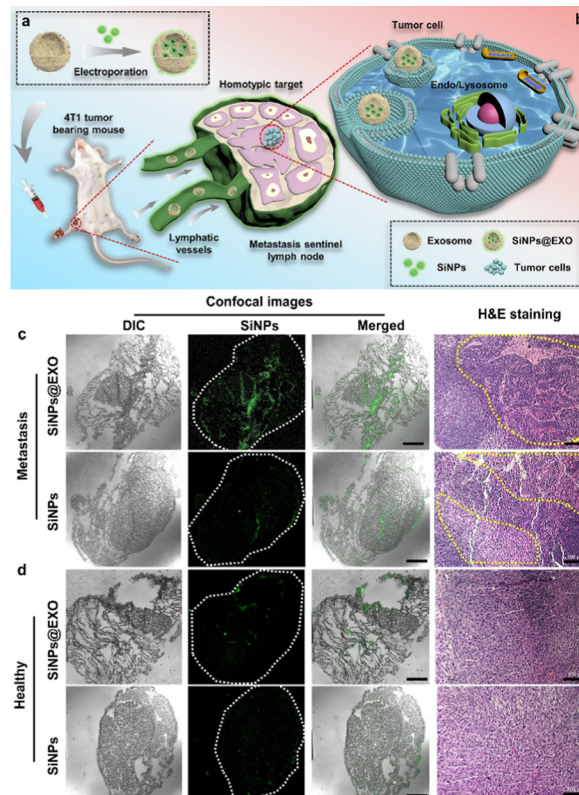 a
b
Electroporation
Tumor cell
Homotypic target
Endo/Lysosome
4T1 tumor
bearing mouse
Lymphatic
vessels
Metastasis sentinel
lymph node
Exosome
SiNPs@EXO
SiNPs
Tumor cells
Confocal images
H&E staining
c
DIC
SiNPs
Merged
Metastasis
SiNPs@EXO
SiNPs
d
Healthy
SiNPs@EXO
SiNPs